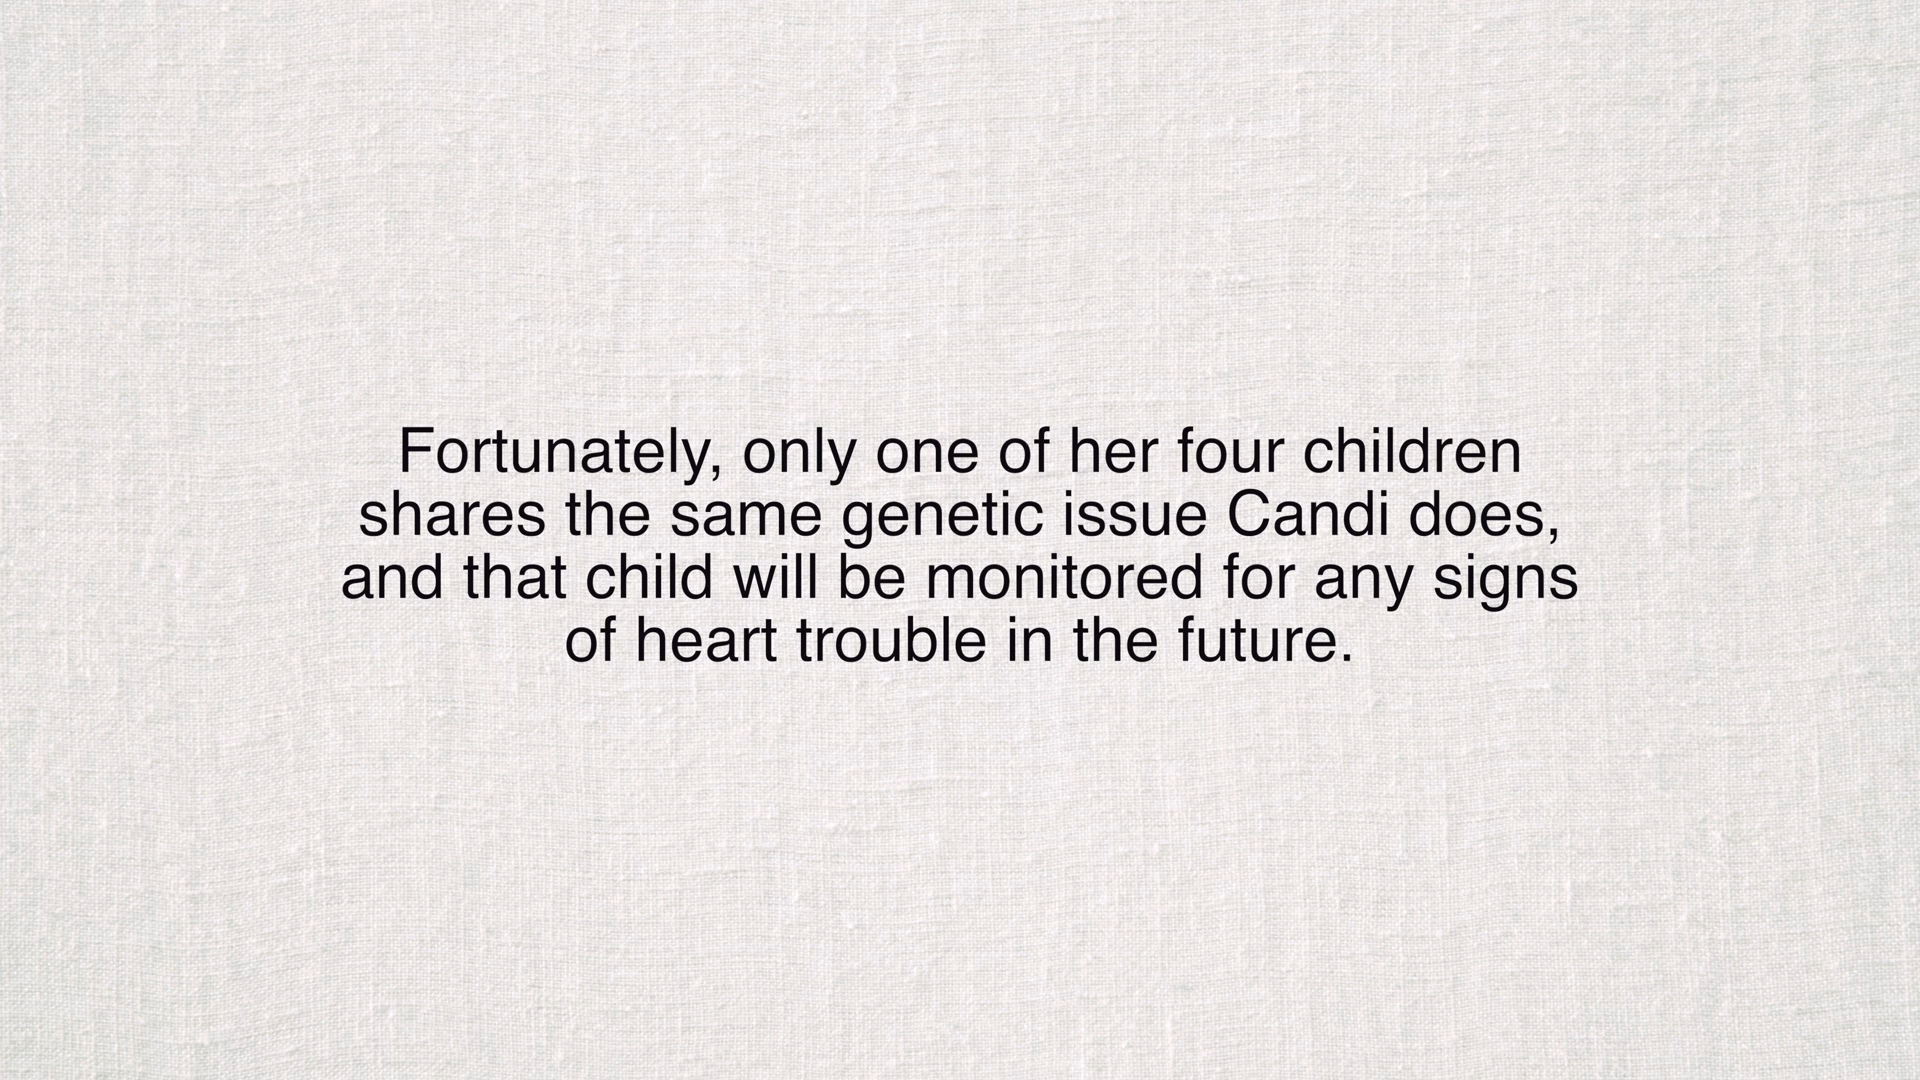 Fortunately, only one of her four children
shares the same genetic issue Candi does,
and that child will be monitored for any signs
of heart trouble in the future.